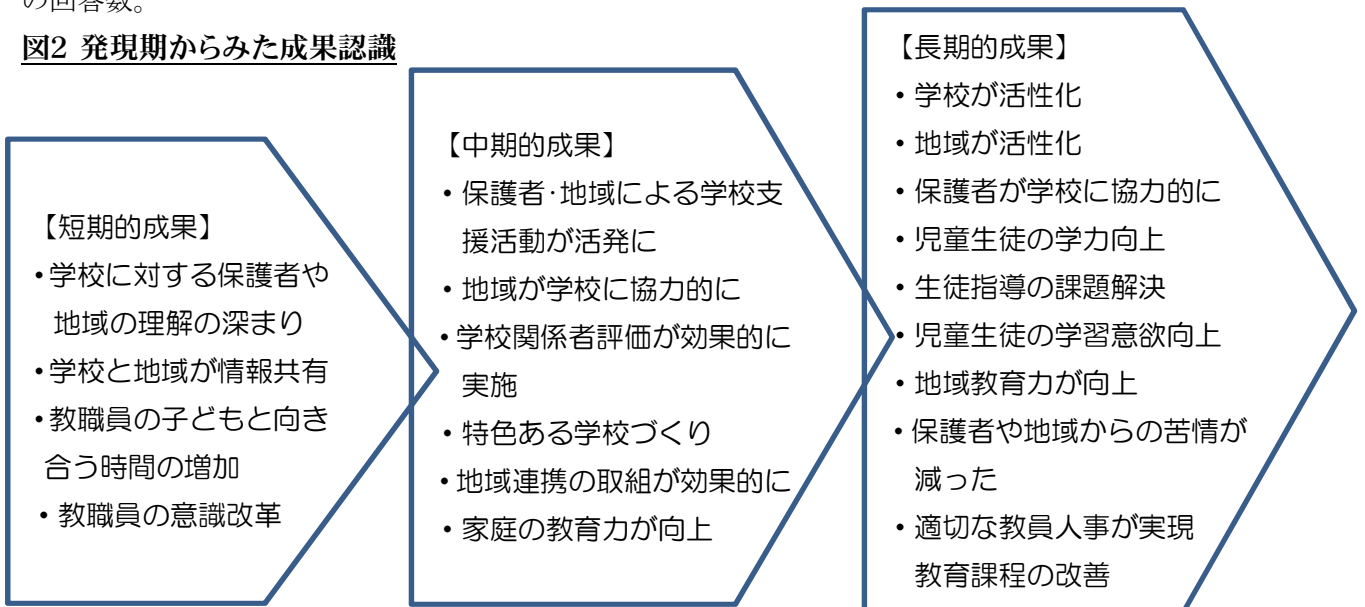 の回答数。
図2 発現期からみた成果認識
【短期的成果】
・学校に対する保護者や
地域の理解の深まり
・学校と地域が情報共有
・教職員の子どもと向き
合う時間の増加
・教職員の意識改革
【中期的成果】
・保護者・地域による学校支
援活動が活発に
・地域が学校に協力的に
・学校関係者評価が効果的に
実施
・特色ある学校づくり
・地域連携の取組が効果的に
・家庭の教育力が向上
【長期的成果】
・学校が活性化
・地域が活性化
・保護者が学校に協力的に
・児童生徒の学力向上
・生徒指導の課題解決
・児童生徒の学習意欲向上
・地域教育力が向上
・保護者や地域からの苦情が
減った
・適切な教員人事が実現
教育課程の改善